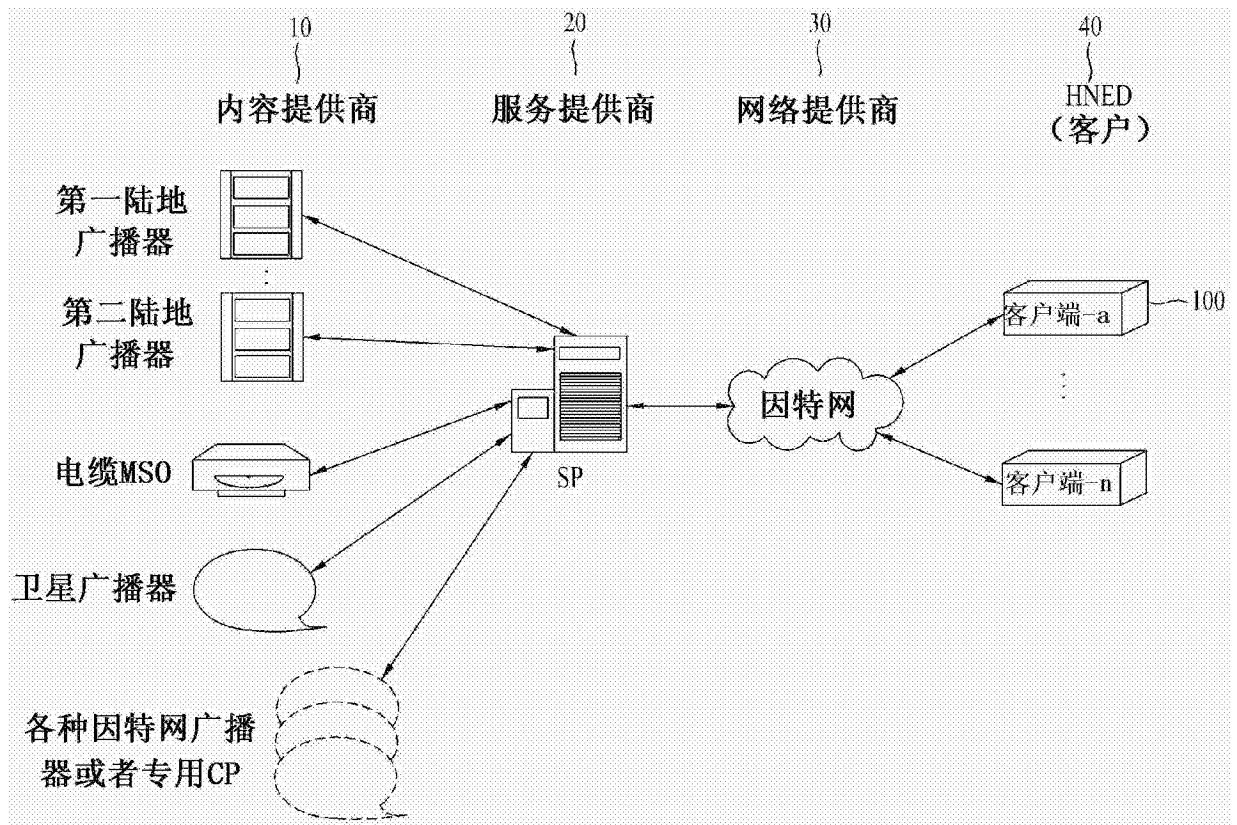 10
20
30
40
内容提供商
服务提供商
网络提供商
HNED
（客户）
第一陆地
广播器
第二陆地
广播器
电缆MSO
卫星广播器
各种因特网广播
器或者专用CP
SP
因特网
客户端-a
100
客户端-n